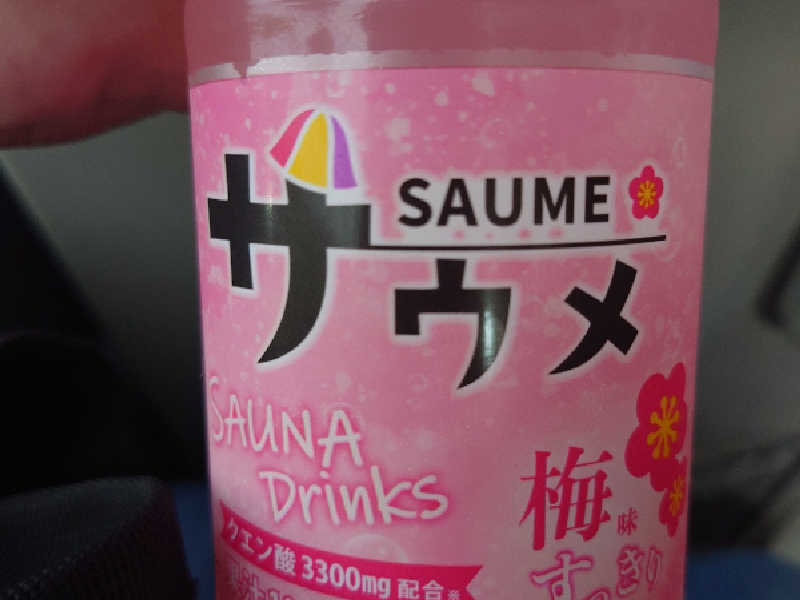 SAUME
サウメ
SAUNA
Drinks
梅味
すっきり
クエン酸3300mg配合※